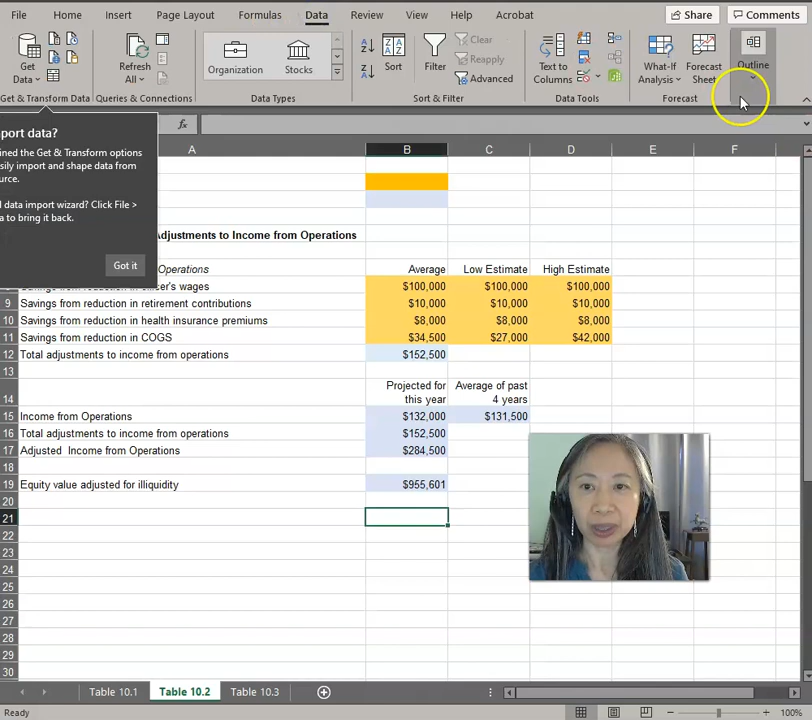 File Home Insert Page Layout Formulas Data Review View Help Acrobat Share Comments
Get Data Refresh All Organization Stocks Sort Filter Clear Reapply Advanced Text to Columns What-If Analysis Forecast Sheet Outline
Get & Transform Data Queries & Connections Data Types Sort & Filter Data Tools Forecast
port data?
ined the Get & Transform options
sily import and shape data from
urce.
l data import wizard? Click File >
a to bring it back.
Got it
fx
A B C D E F
Adjustments to Income from Operations
Operations Average Low Estimate High Estimate
wages $100,000 $100,000 $100,000
9 Savings from reduction in retirement contributions $10,000 $10,000 $10,000
10 Savings from reduction in health insurance premiums $8,000 $8,000 $8,000
11 Savings from reduction in COGS $34,500 $27,000 $42,000
12 Total adjustments to income from operations $152,500
13
14 Projected for this year Average of past 4 years
15 Income from Operations $132,000 $131,500
16 Total adjustments to income from operations $152,500
17 Adjusted Income from Operations $284,500
18
19 Equity value adjusted for illiquidity $955,601
20
21
22
23
24
25
26
27
28
29
30
Table 10.1 Table 10.2 Table 10.3
Ready 100%